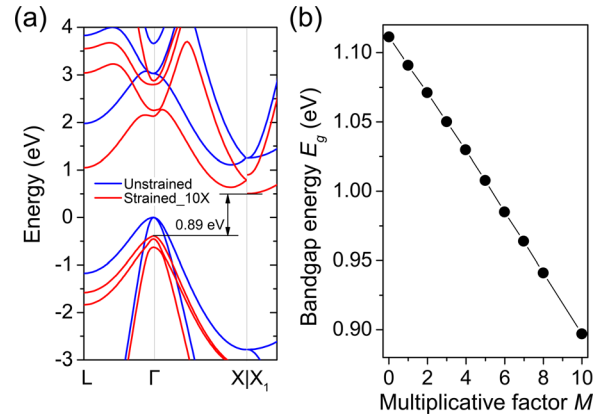 (a)
Energy (eV)
4
3
2
1
0
-1
-2
-3
Unstrained
Strained_10X
0.89 eV
L
Γ
X|X₁
(b)
Bandgap energy E_g (eV)
1.10
1.05
1.00
0.95
0.90
0 2 4 6 8 10
Multiplicative factor M